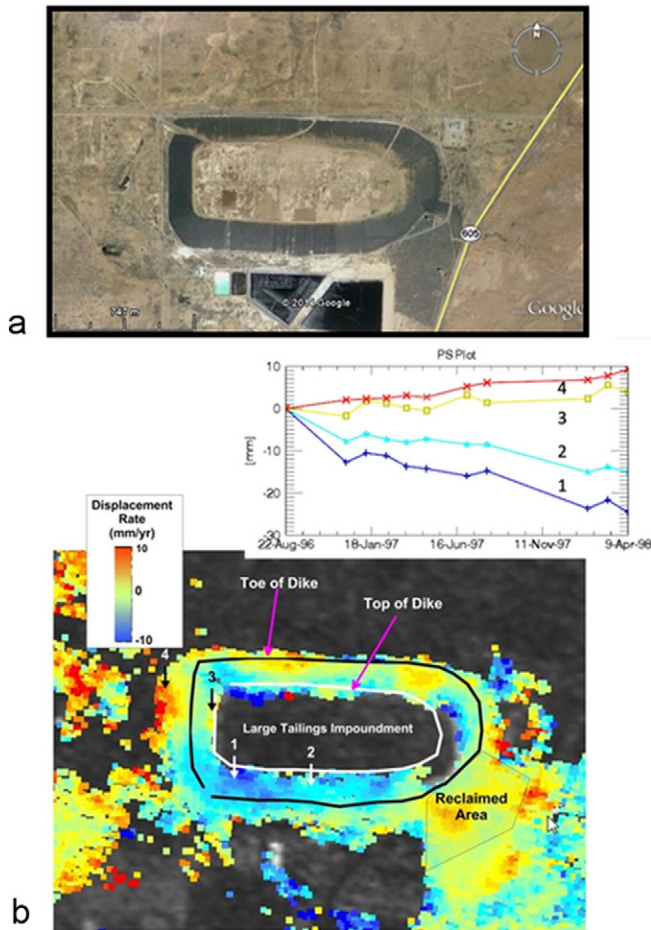 N
605
747 m
© 2014 Google
Google
a
PS Plot
10
0
-10
-20
-30
[mm]
4
3
2
1
22-Aug-96
18-Jan-97
16-Jun-97
11-Nov-97
9-Apr-98
Displacement
Rate
(mm/yr)
10
-10
Toe of Dike
Top of Dike
4
3
Large Tailings Impoundment
1
2
Reclaimed
Area
b